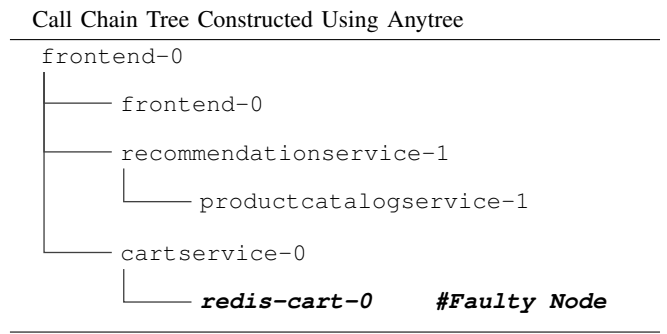 Call Chain Tree Constructed Using Anytree
frontend-0
frontend-0
recommendationservice-1
productcatalogservice-1
cartservice-0
redis-cart-0 #Faulty Node